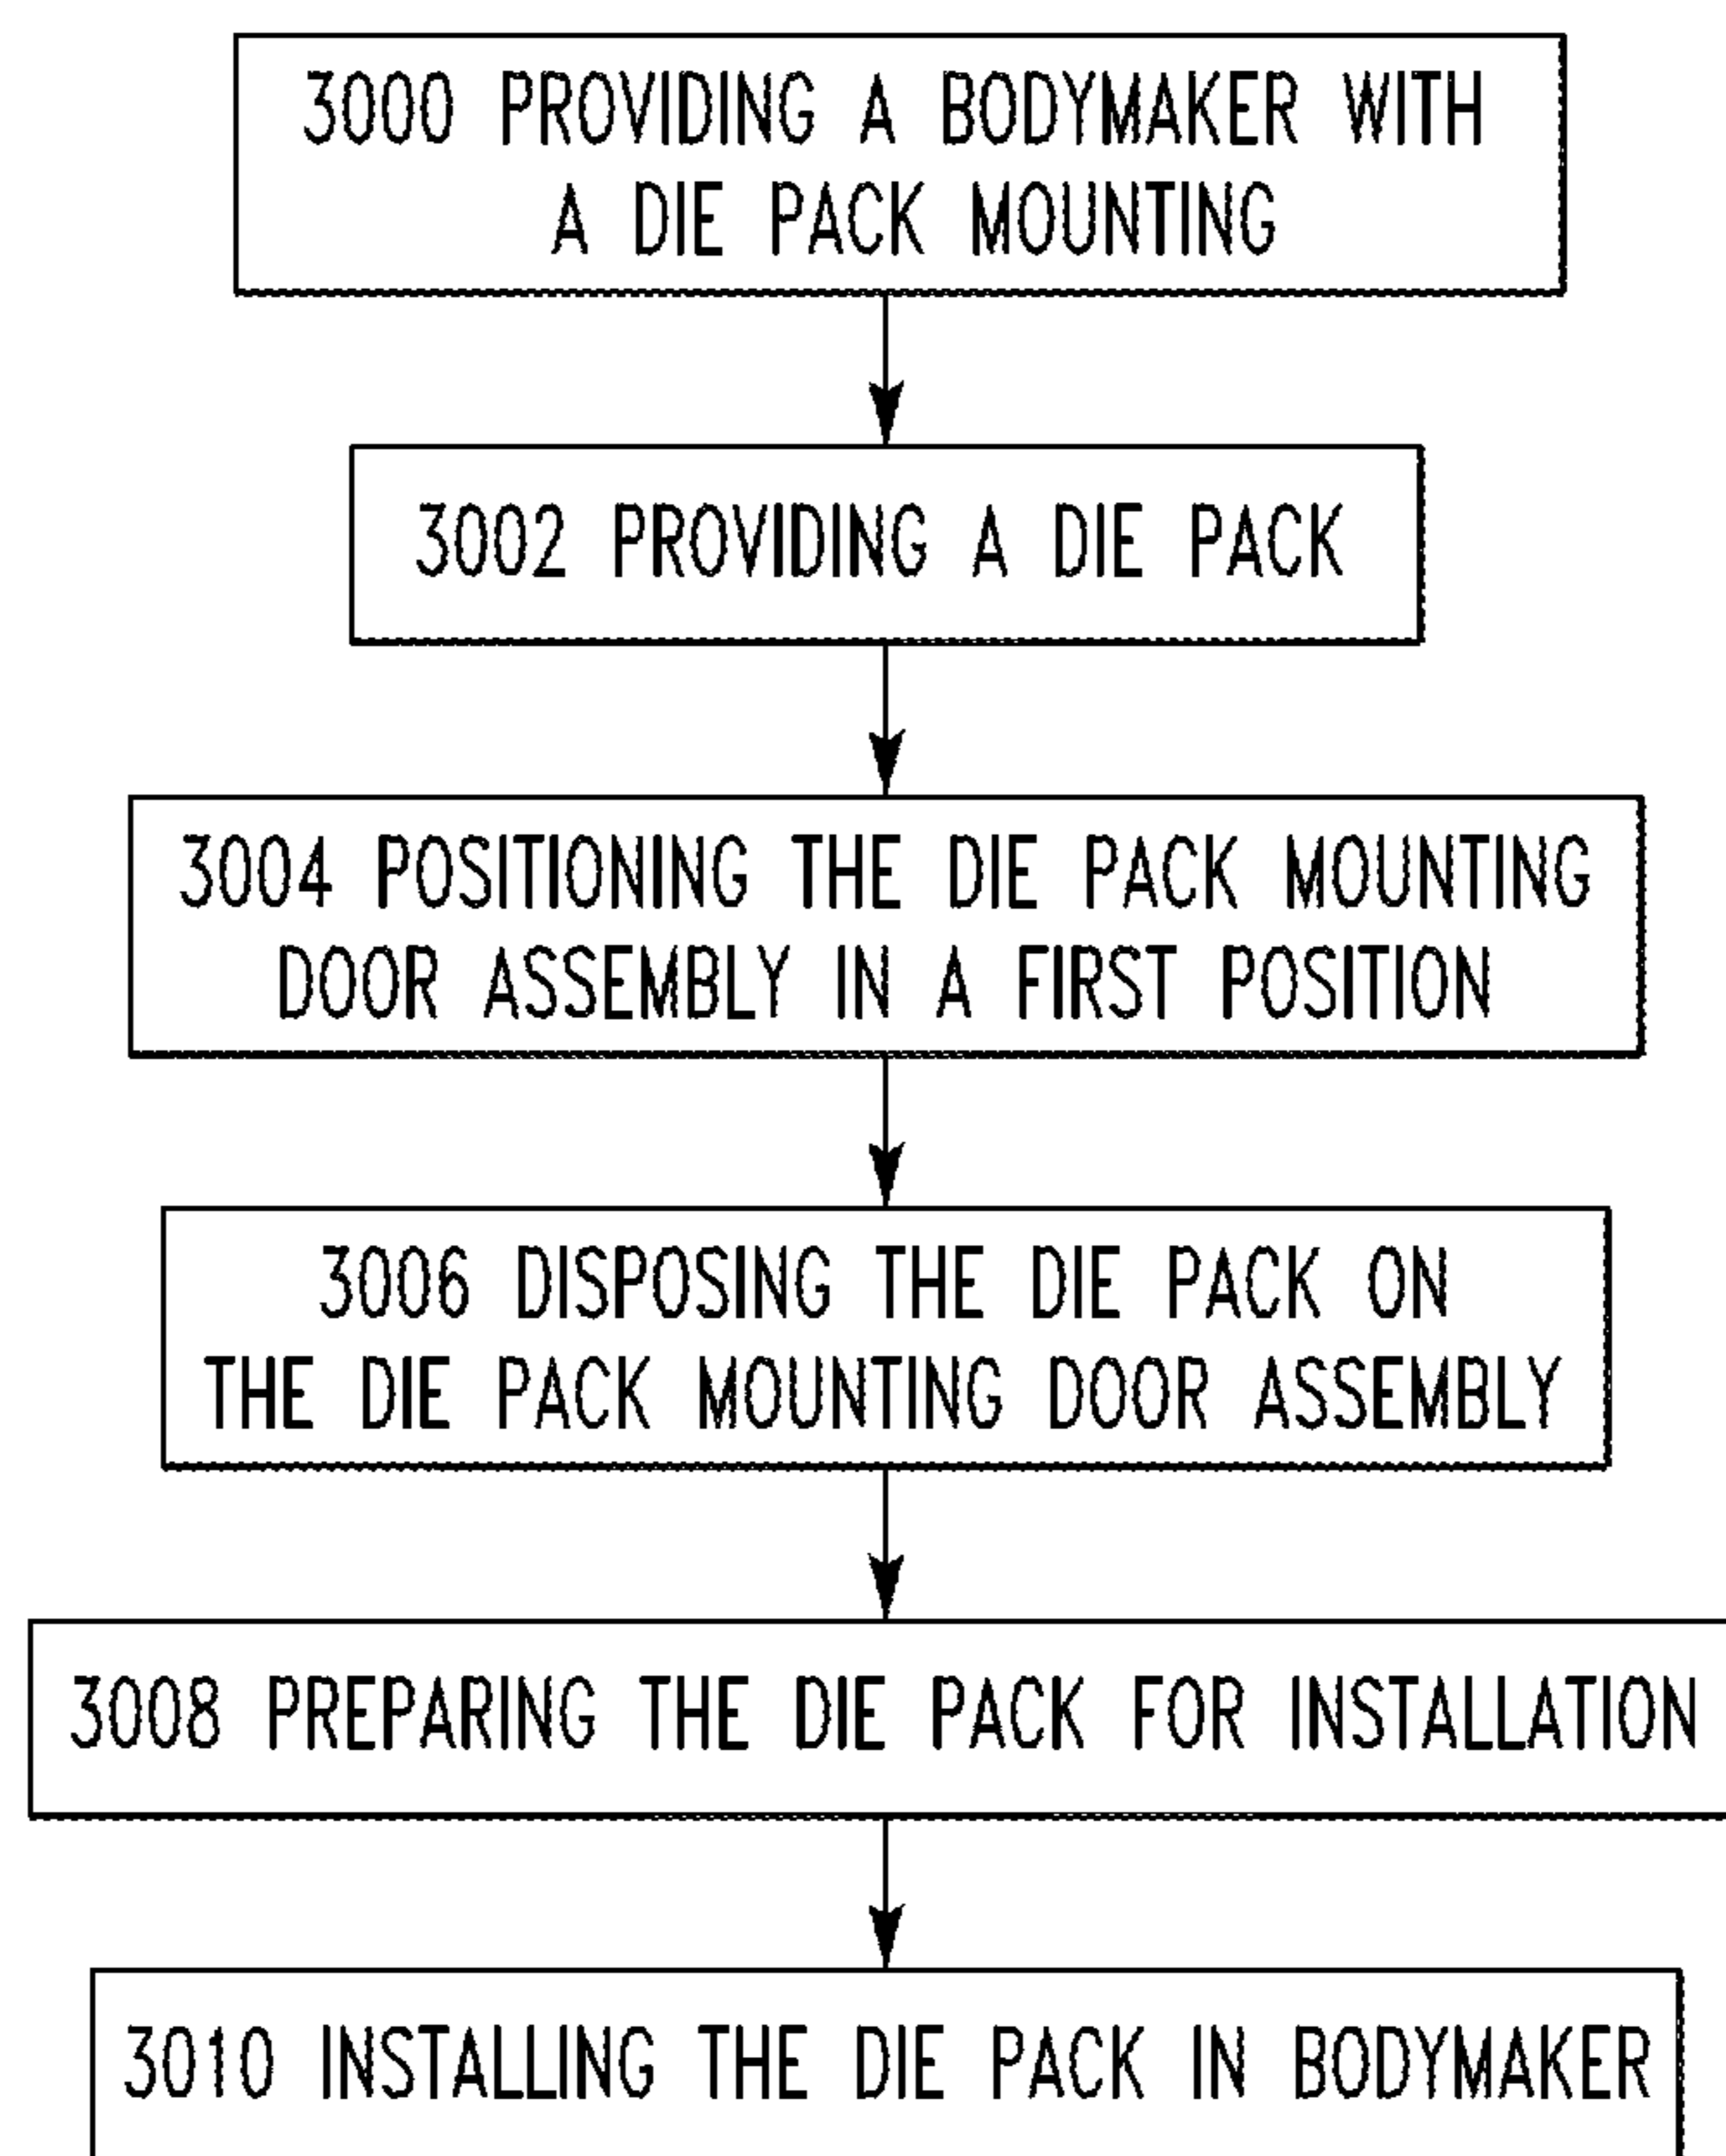 3000 PROVIDING A BODYMAKER WITH
A DIE PACK MOUNTING
3002 PROVIDING A DIE PACK
3004 POSITIONING THE DIE PACK MOUNTING
DOOR ASSEMBLY IN A FIRST POSITION
3006 DISPOSING THE DIE PACK ON
THE DIE PACK MOUNTING DOOR ASSEMBLY
3008 PREPARING THE DIE PACK FOR INSTALLATION
3010 INSTALLING THE DIE PACK IN BODYMAKER